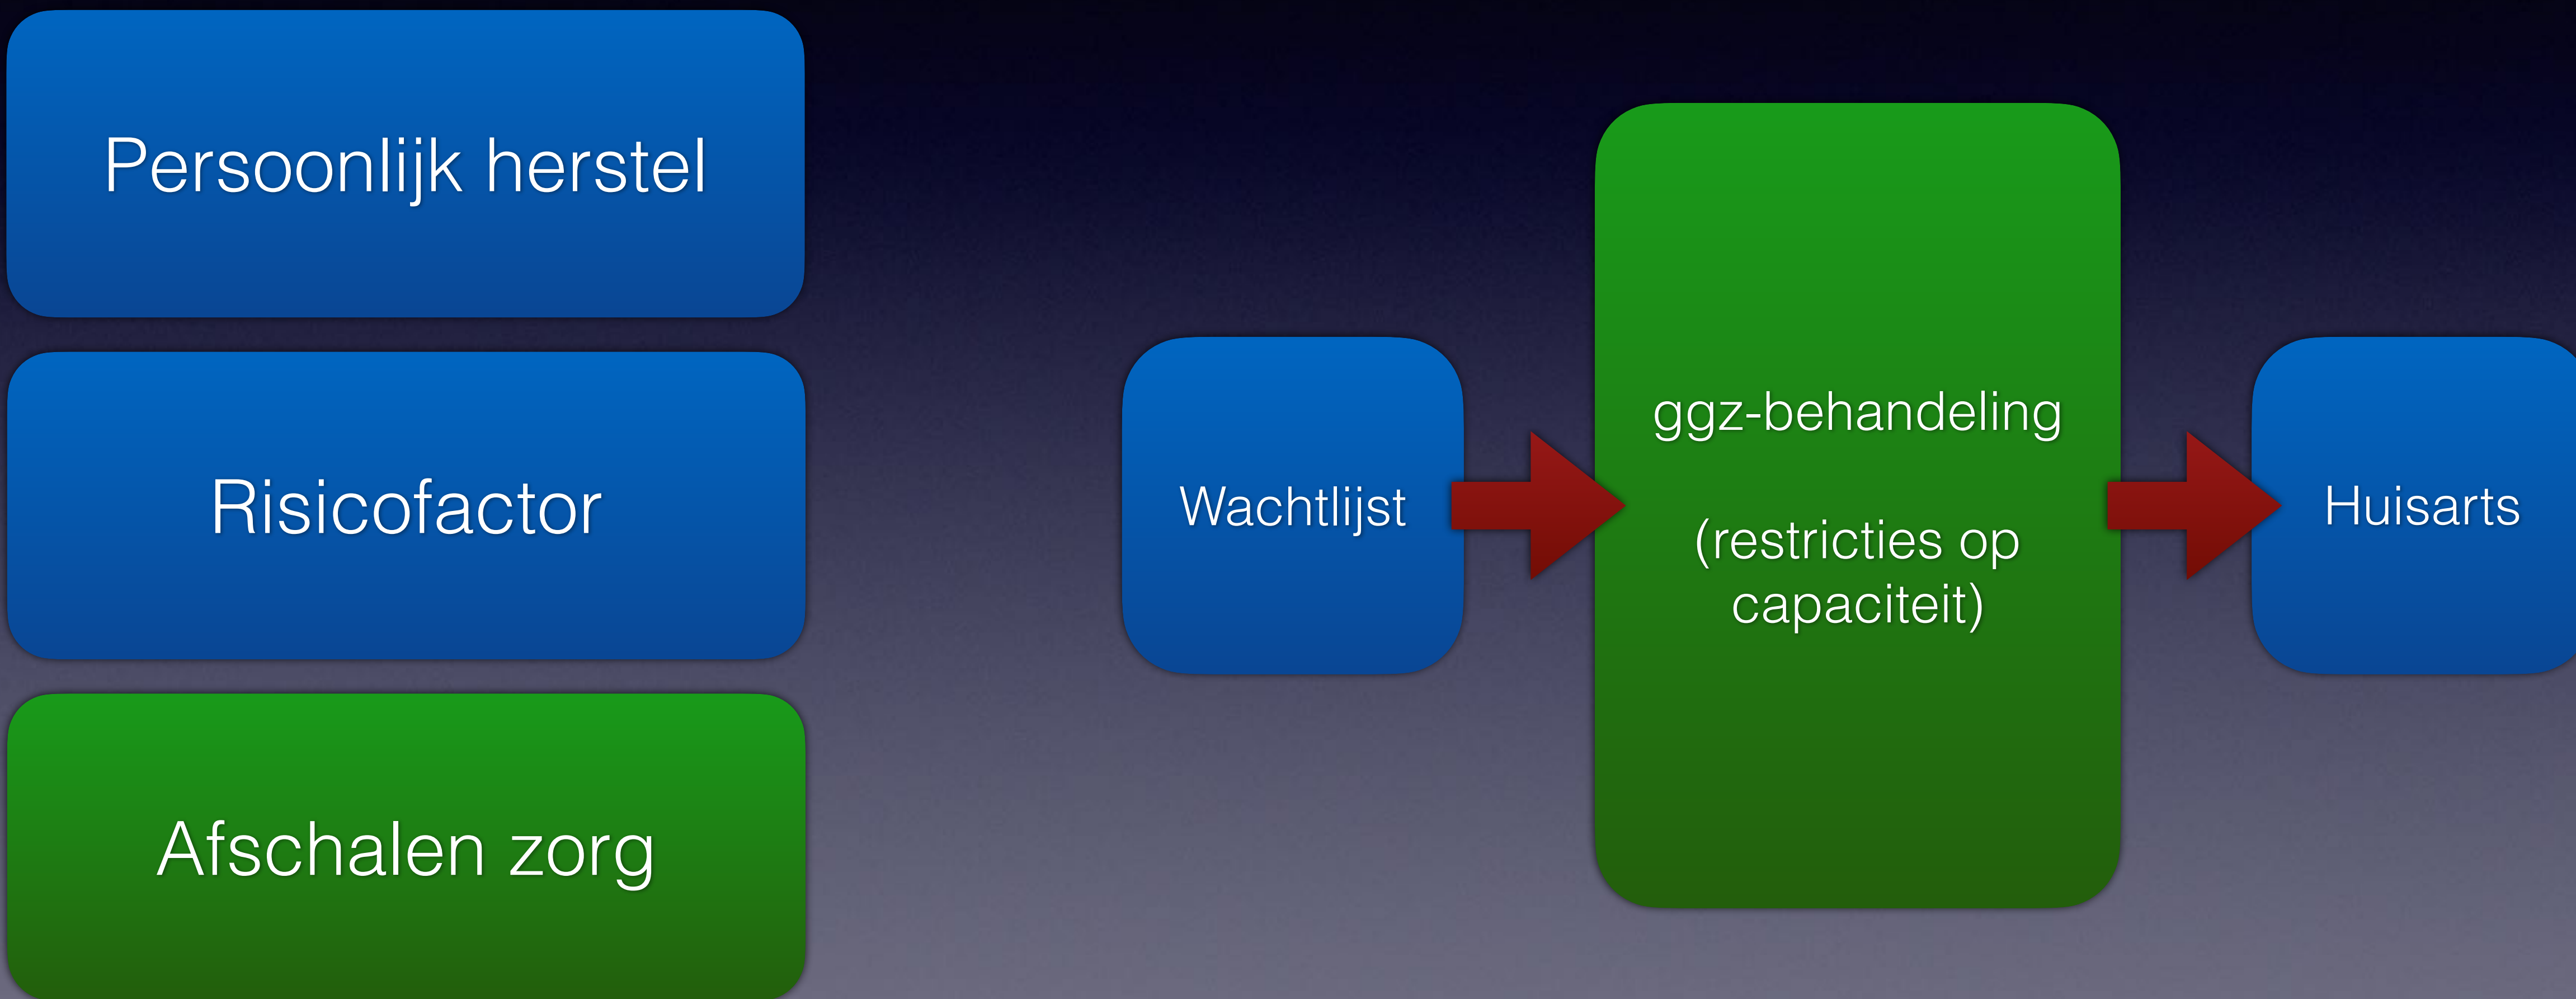 Persoonlijk herstel
Risicofactor
Afschalen zorg
Wachtlijst
ggz-behandeling
(restricties op
capaciteit)
Huisarts